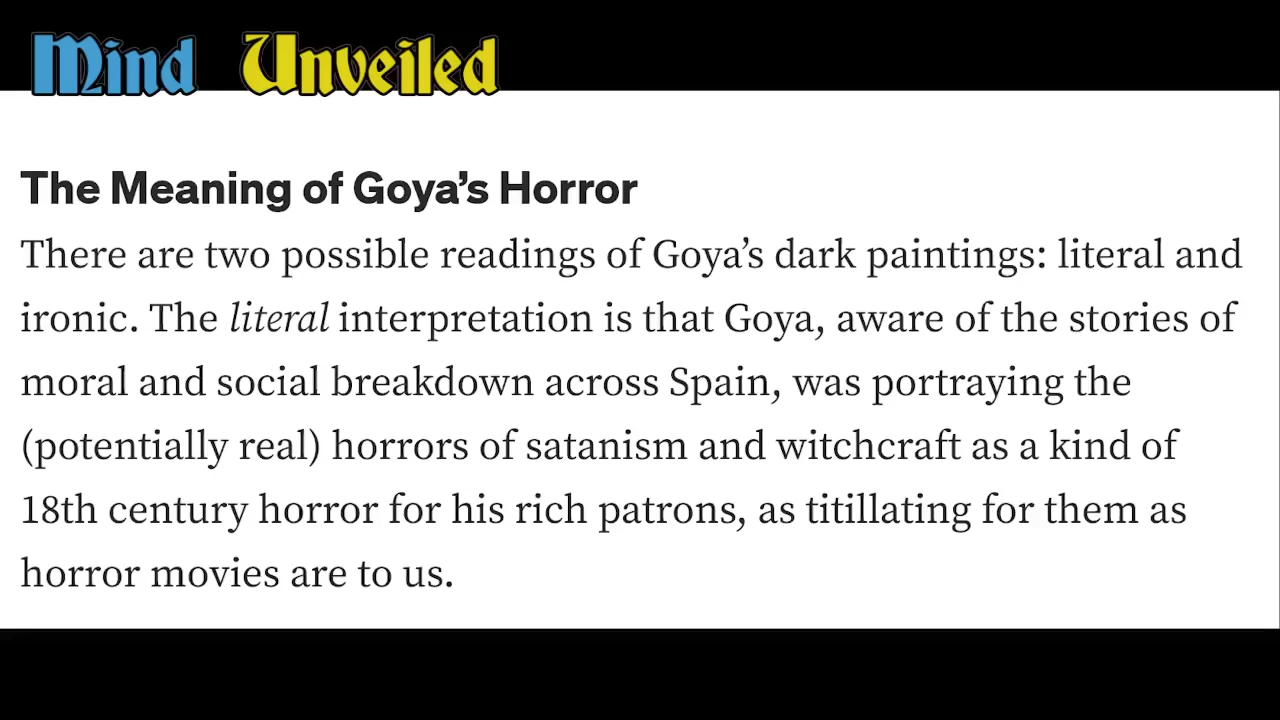 Mind Unveiled
The Meaning of Goya’s Horror
There are two possible readings of Goya’s dark paintings: literal and
ironic. The literal interpretation is that Goya, aware of the stories of
moral and social breakdown across Spain, was portraying the
(potentially real) horrors of satanism and witchcraft as a kind of
18th century horror for his rich patrons, as titillating for them as
horror movies are to us.